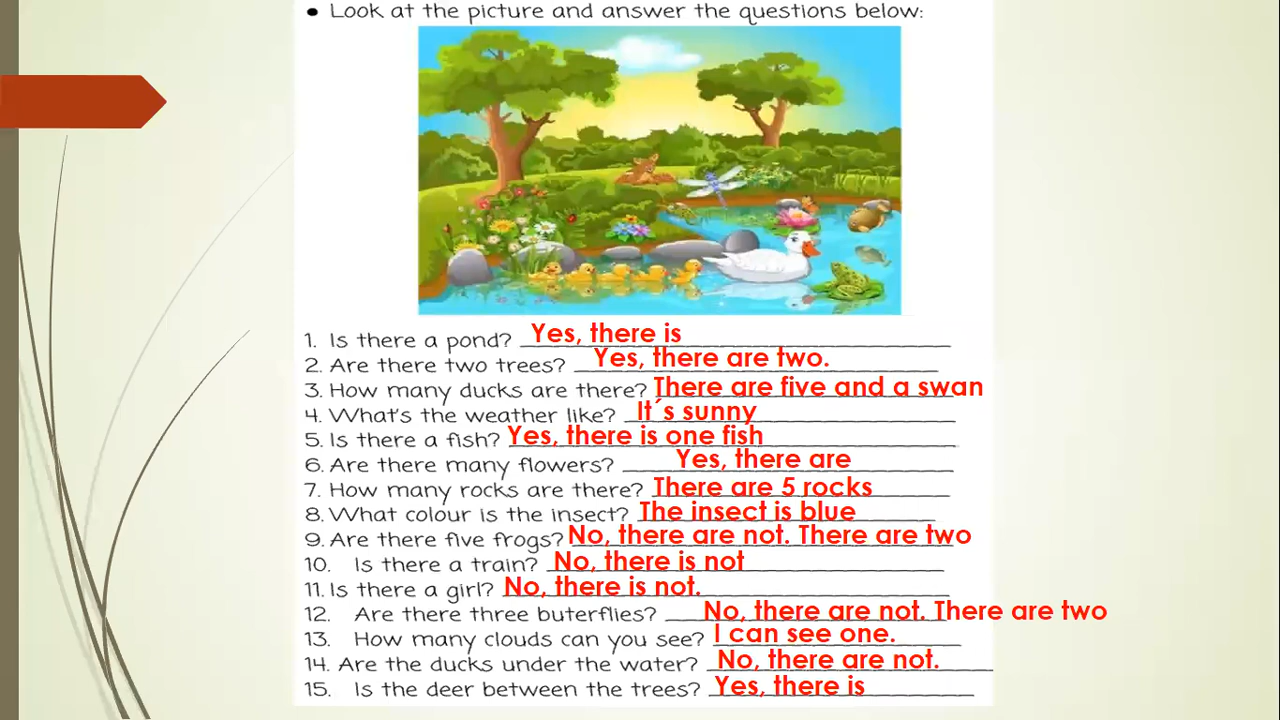 • Look at the picture and answer the questions below:
1. Is there a pond? Yes, there is
2. Are there two trees? Yes, there are two.
3. How many ducks are there? There are five and a swan
4. What's the weather like? It´s sunny
5. Is there a fish? Yes, there is one fish
6. Are there many flowers? Yes, there are
7. How many rocks are there? There are 5 rocks
8. What colour is the insect? The insect is blue
9. Are there five frogs? No, there are not. There are two
10. Is there a train? No, there is not
11. Is there a girl? No, there is not.
12. Are there three buterflies? No, there are not. There are two
13. How many clouds can you see? I can see one.
14. Are the ducks under the water? No, there are not.
15. Is the deer between the trees? Yes, there is